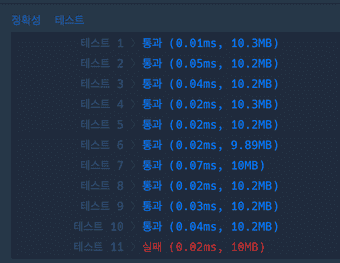 정확성 테스트
테스트 1 〉 통과 (0.01ms, 10.3MB)
테스트 2 〉 통과 (0.05ms, 10.2MB)
테스트 3 〉 통과 (0.04ms, 10.2MB)
테스트 4 〉 통과 (0.02ms, 10.3MB)
테스트 5 〉 통과 (0.02ms, 10.2MB)
테스트 6 〉 통과 (0.02ms, 9.89MB)
테스트 7 〉 통과 (0.07ms, 10MB)
테스트 8 〉 통과 (0.02ms, 10.2MB)
테스트 9 〉 통과 (0.03ms, 10.2MB)
테스트 10 〉 통과 (0.04ms, 10.2MB)
테스트 11 〉 실패 (0.02ms, 10MB)